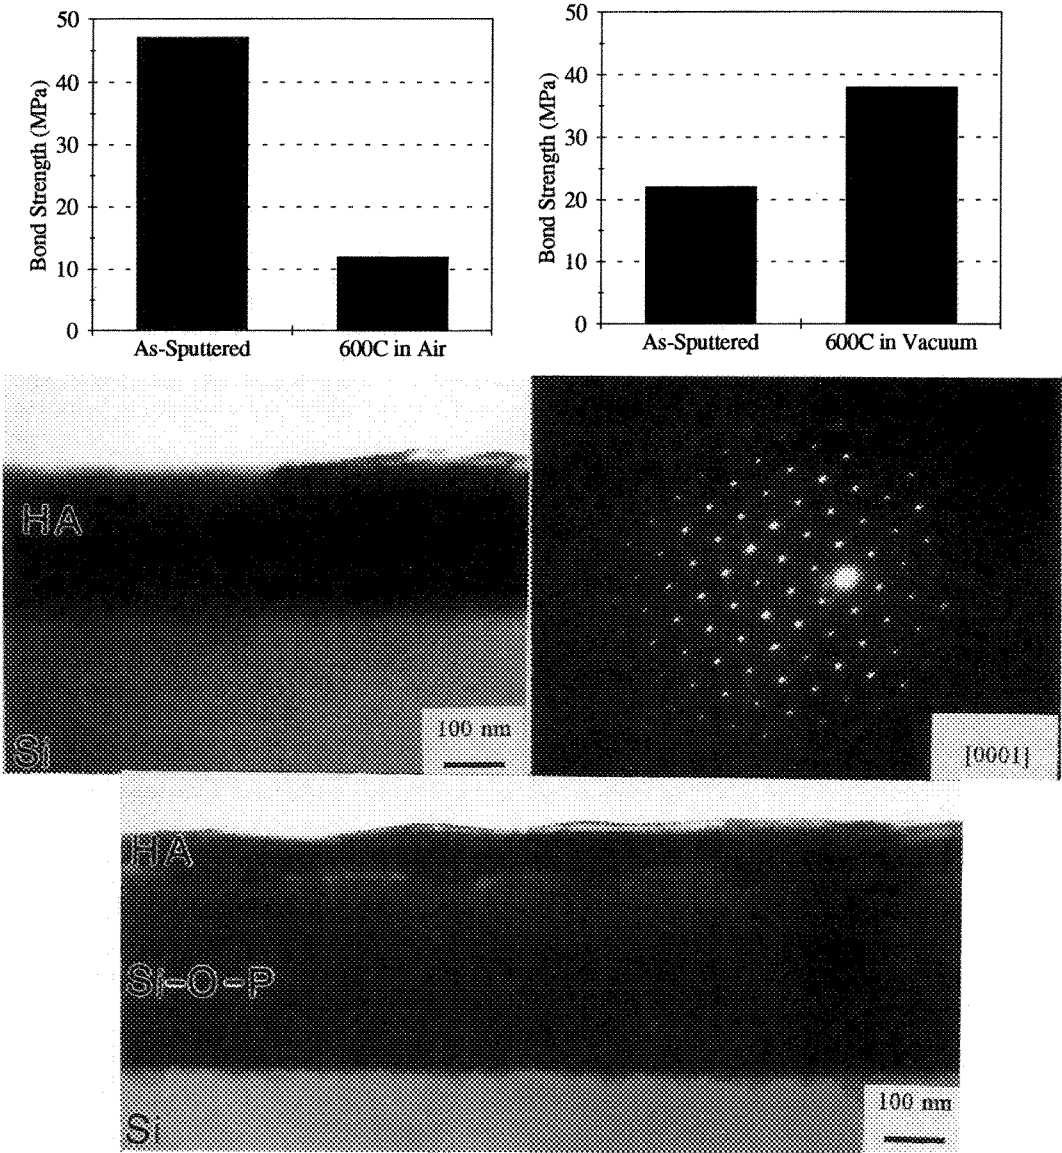 50
40
30
20
10
0
Bond Strength (MPa)
As-Sputtered
600C in Air
50
40
30
20
10
0
Bond Strength (MPa)
As-Sputtered
600C in Vacuum
HA
Si
100 nm
[0001]
HA
Si-O-P
Si
100 nm